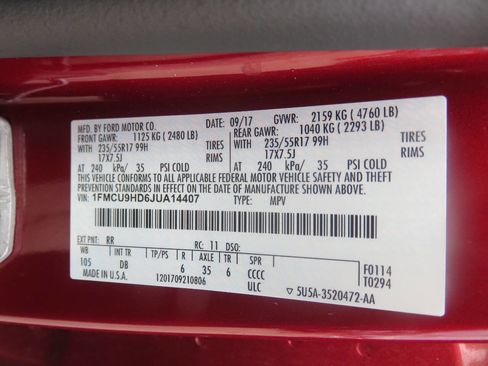 MFD. BY FORD MOTOR CO. DATE: 09/17 GVWR: 2159 KG ( 4760 LB)
FRONT GAWR: 1125 KG ( 2480 LB) REAR GAWR: 1040 KG ( 2293 LB)
WITH 235/55R17 99H TIRES WITH 235/55R17 99H TIRES
17X7.5J 17X7.5J
AT 240 kPa/ 35 PSI COLD AT 240 kPa/ 35 PSI COLD
THIS VEHICLE CONFORMS TO ALL APPLICABLE FEDERAL MOTOR VEHICLE SAFETY AND THEFT PREVENTION STANDARDS IN
EFFECT ON THE DATE OF MANUFACTURE SHOWN ABOVE.
VIN: 1FMCU9HD6JUA14407 TYPE: MPV
EXT PNT: RR RC: 11 DSO:
WB TP/PS R AXLE TR SPR
105 DB 6 35 6 CCCC F0114
MADE IN U.S.A. 1201709210806 ULC T0294
5U5A-3520472-AA